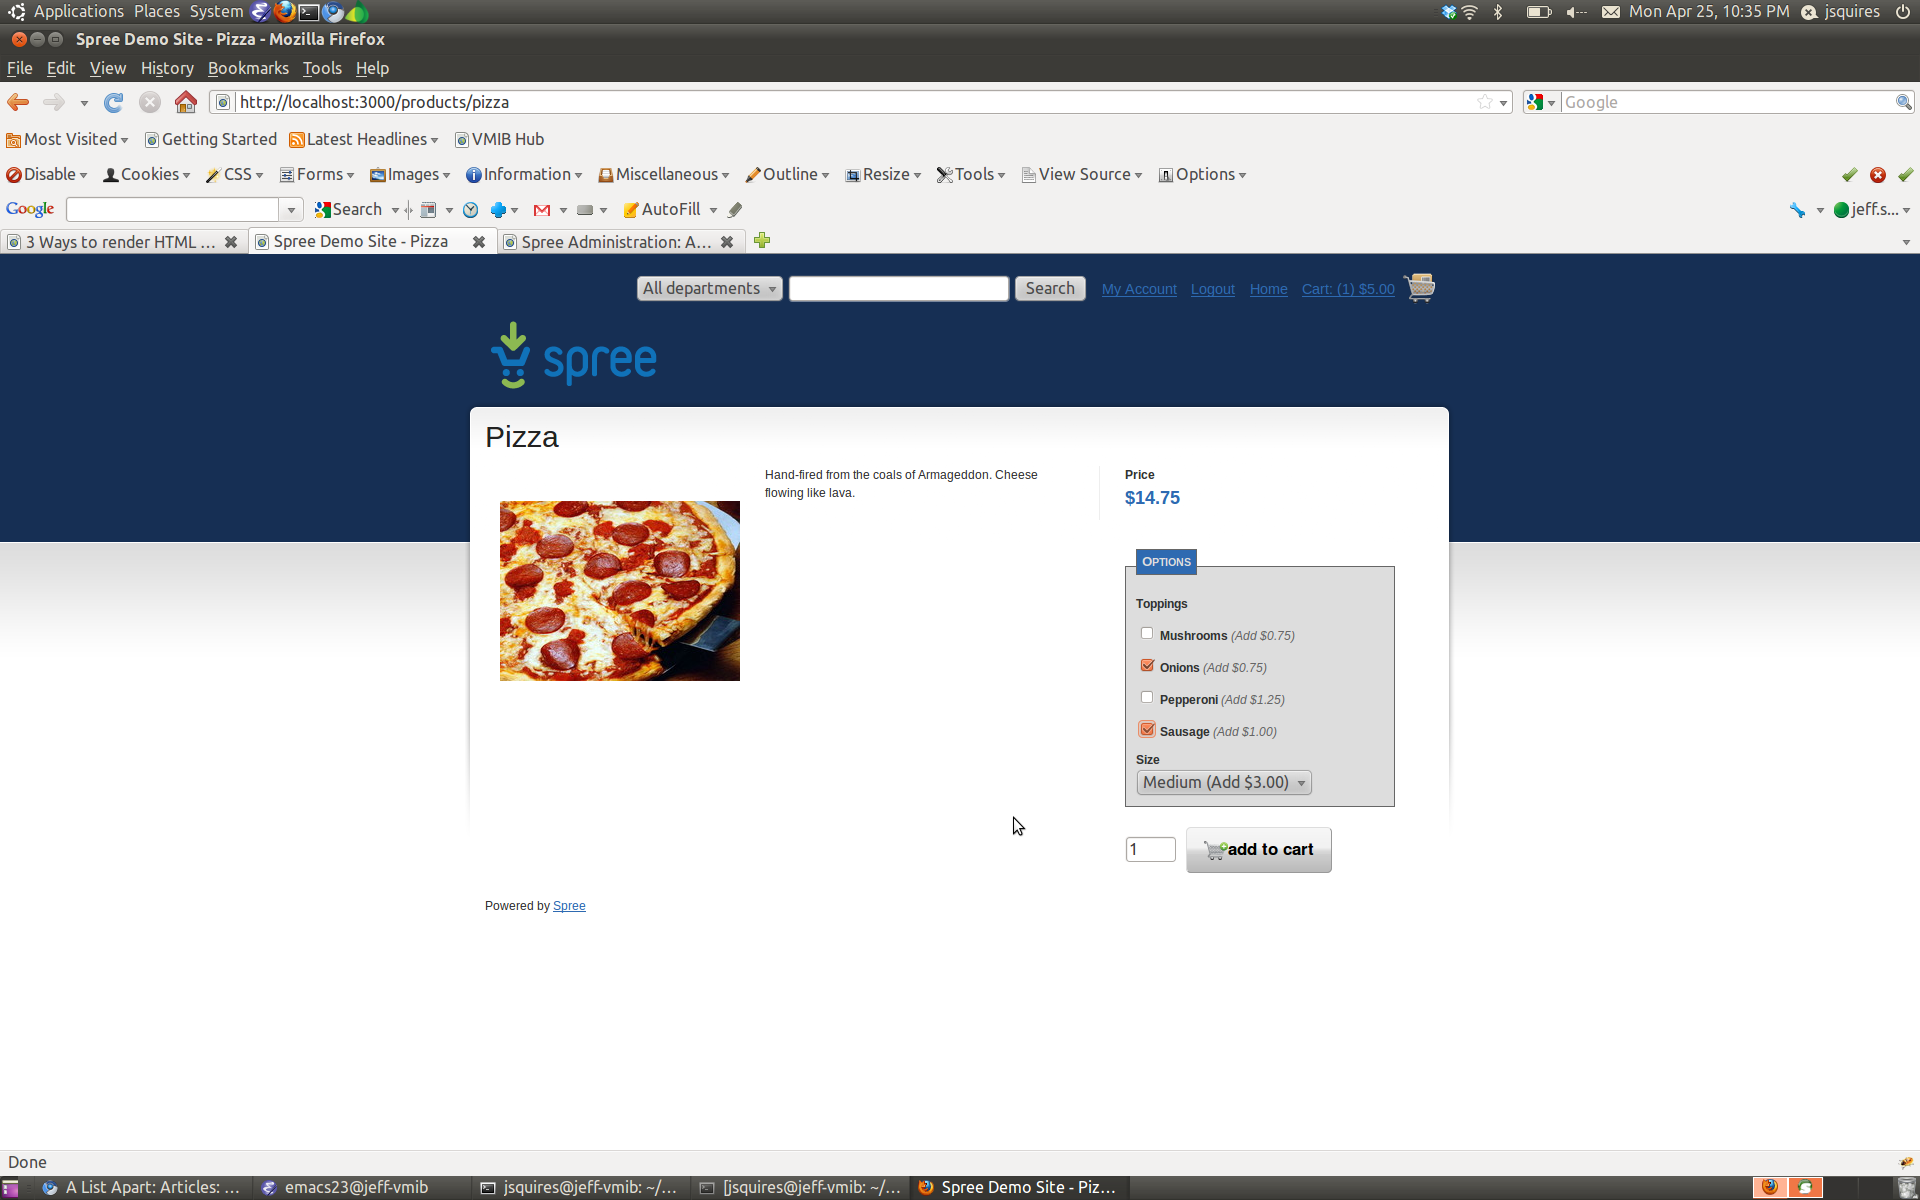 Applications Places System Mon Apr 25, 10:35 PM jsquires
Spree Demo Site - Pizza - Mozilla Firefox
File Edit View History Bookmarks Tools Help
http://localhost:3000/products/pizza Google
Most Visited Getting Started Latest Headlines VMIB Hub
Disable Cookies CSS Forms Images Information Miscellaneous Outline Resize Tools View Source Options
Google Search AutoFill jeff.s...
3 Ways to render HTML ... Spree Demo Site - Pizza Spree Administration: A...
All departments Search My Account Logout Home Cart: (1) $5.00
spree
Pizza
Hand-fired from the coals of Armageddon. Cheese
flowing like lava.
Price
$14.75
OPTIONS
Toppings
Mushrooms (Add $0.75)
Onions (Add $0.75)
Pepperoni (Add $1.25)
Sausage (Add $1.00)
Size
Medium (Add $3.00)
1 add to cart
Powered by Spree
Done
A List Apart: Articles: ... emacs23@jeff-vmib jsquires@jeff-vmib: ~/... [jsquires@jeff-vmib: ~/... Spree Demo Site - Piz...